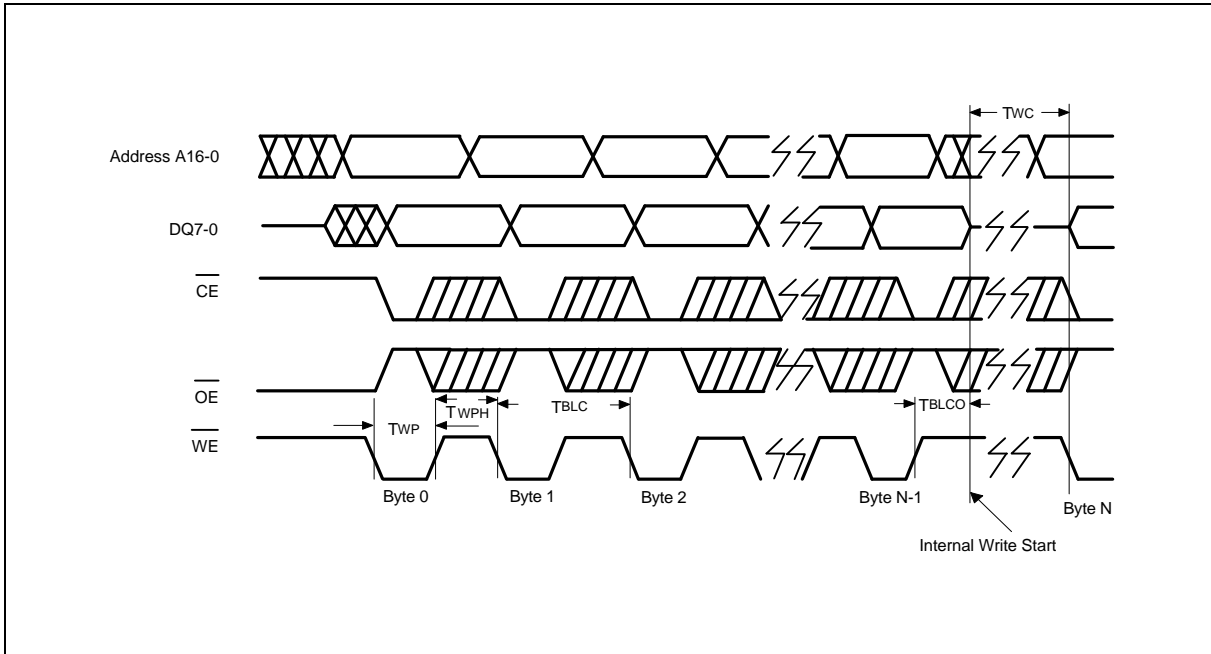 TWC
Address A16-0
DQ7-0
CE
OE
TWP
TWPH
TBLC
TBLCO
WE
Byte 0
Byte 1
Byte 2
Byte N-1
Byte N
Internal Write Start